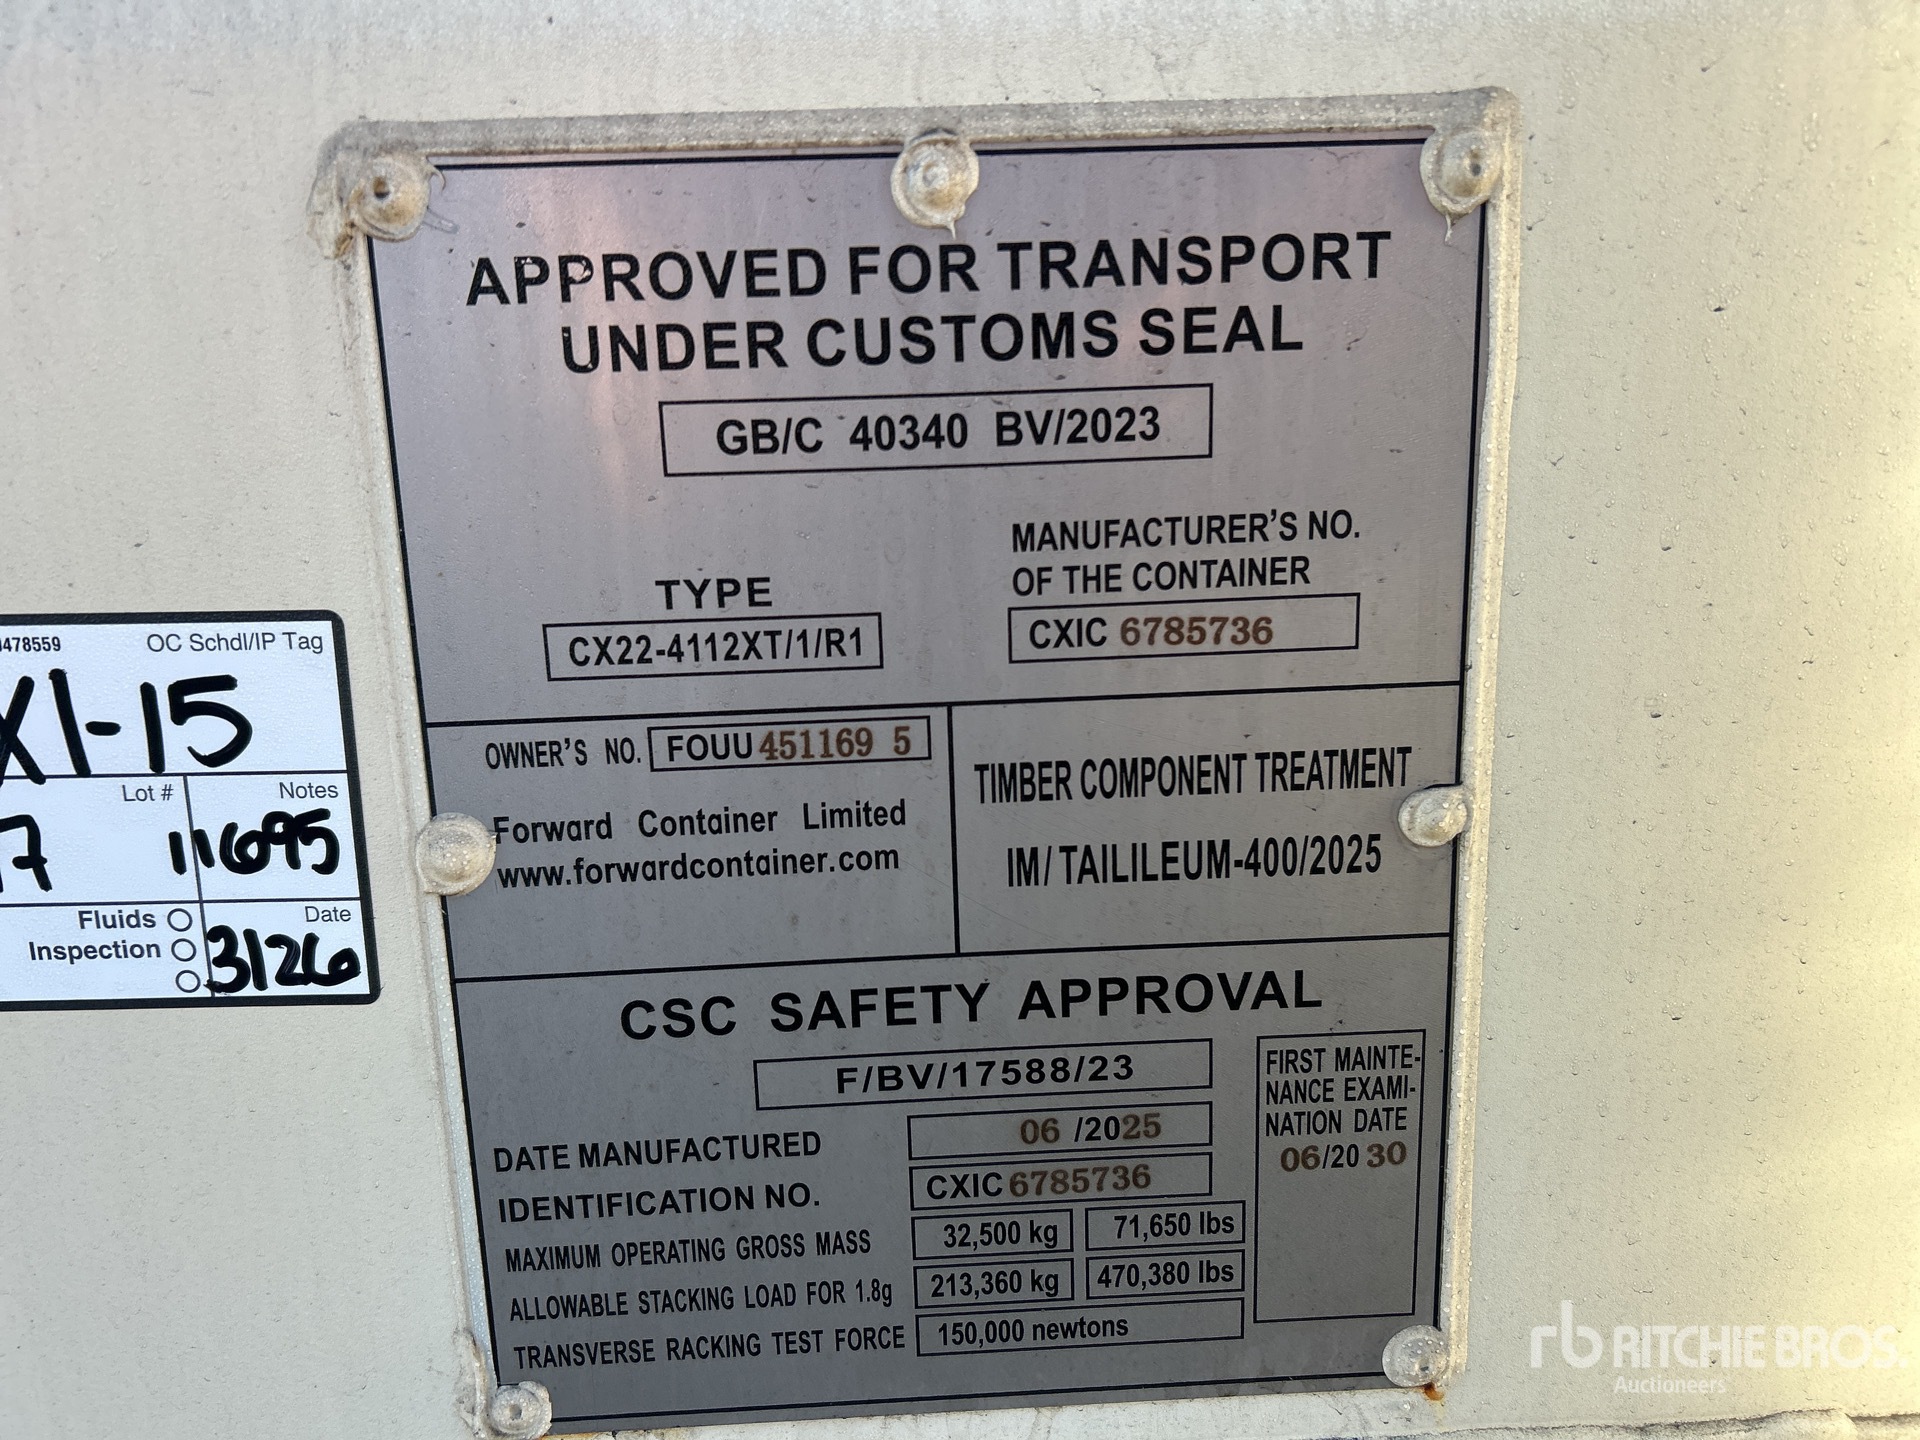 APPROVED FOR TRANSPORT
UNDER CUSTOMS SEAL
GB/C 40340 BV/2023
TYPE
CX22-4112XT/1/R1
MANUFACTURER'S NO.
OF THE CONTAINER
CXIC 6785736
OWNER'S NO. FOUU 451169 5
Forward Container Limited
www.forwardcontainer.com
TIMBER COMPONENT TREATMENT
IM/TAILILEUM-400/2025
CSC SAFETY APPROVAL
F/BV/17588/23
DATE MANUFACTURED 06 /2025
IDENTIFICATION NO. CXIC 6785736
MAXIMUM OPERATING GROSS MASS 32,500 kg 71,650 lbs
ALLOWABLE STACKING LOAD FOR 1.8g 213,360 kg 470,380 lbs
TRANSVERSE RACKING TEST FORCE 150,000 newtons
FIRST MAINTE-
NANCE EXAMI-
NATION DATE
06/20 30
478559 OC Schdl/IP Tag
X1-15
Lot # Notes
7 11695
Fluids Date
Inspection 3126
rb RITCHIE BROS.
Auctioneers